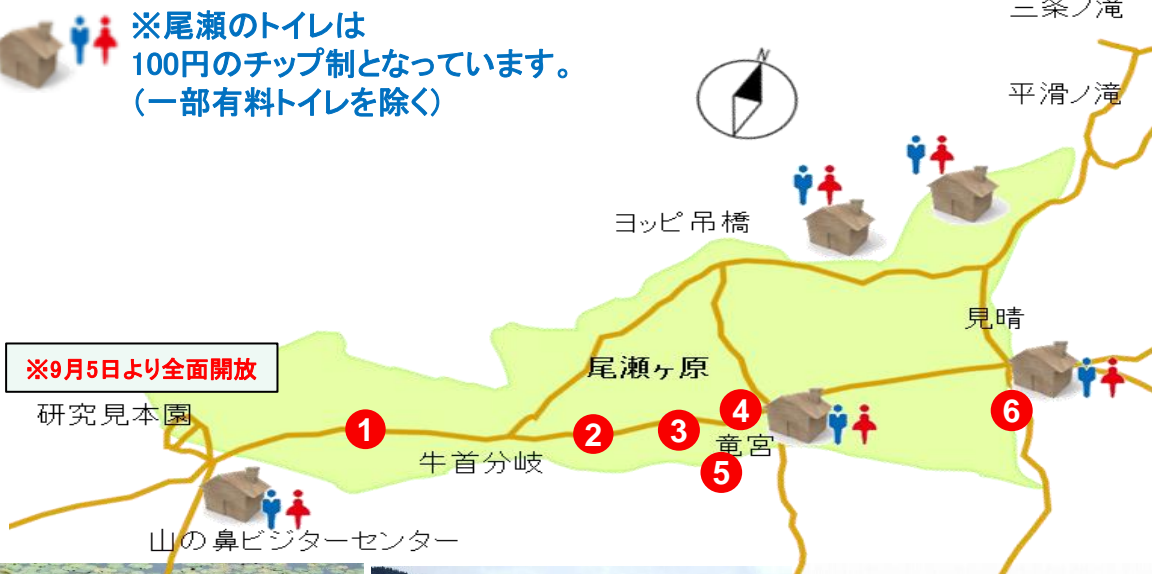 ※尾瀬のトイレは
100円のチップ制となっています。
（一部有料トイレを除く）
三条ノ滝
N
平滑ノ滝
ヨッピ吊橋
見晴
※9月5日より全面開放
尾瀬ヶ原
研究見本園
1
2
3
4
6
牛首分岐
竜宮
5
山の鼻ビジターセンター